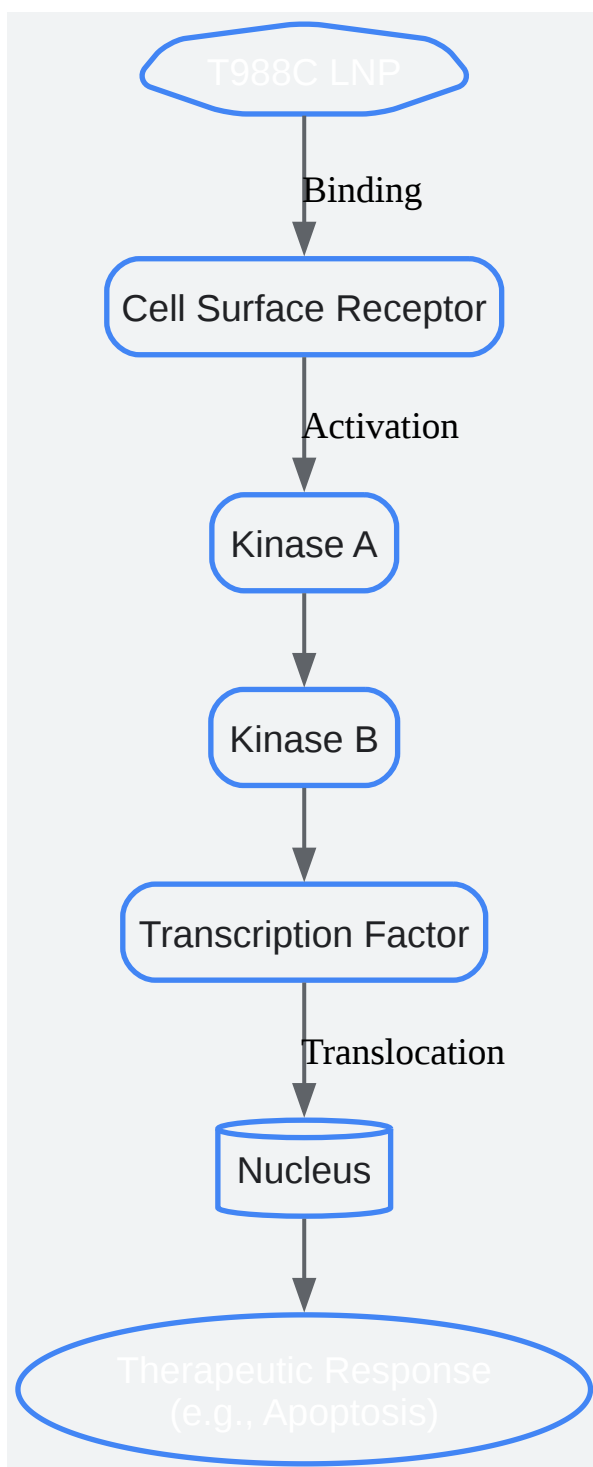 T988C LNP
Binding
Cell Surface Receptor
Activation
Kinase A
Kinase B
Transcription Factor
Translocation
Nucleus
Therapeutic Response
(e.g., Apoptosis)